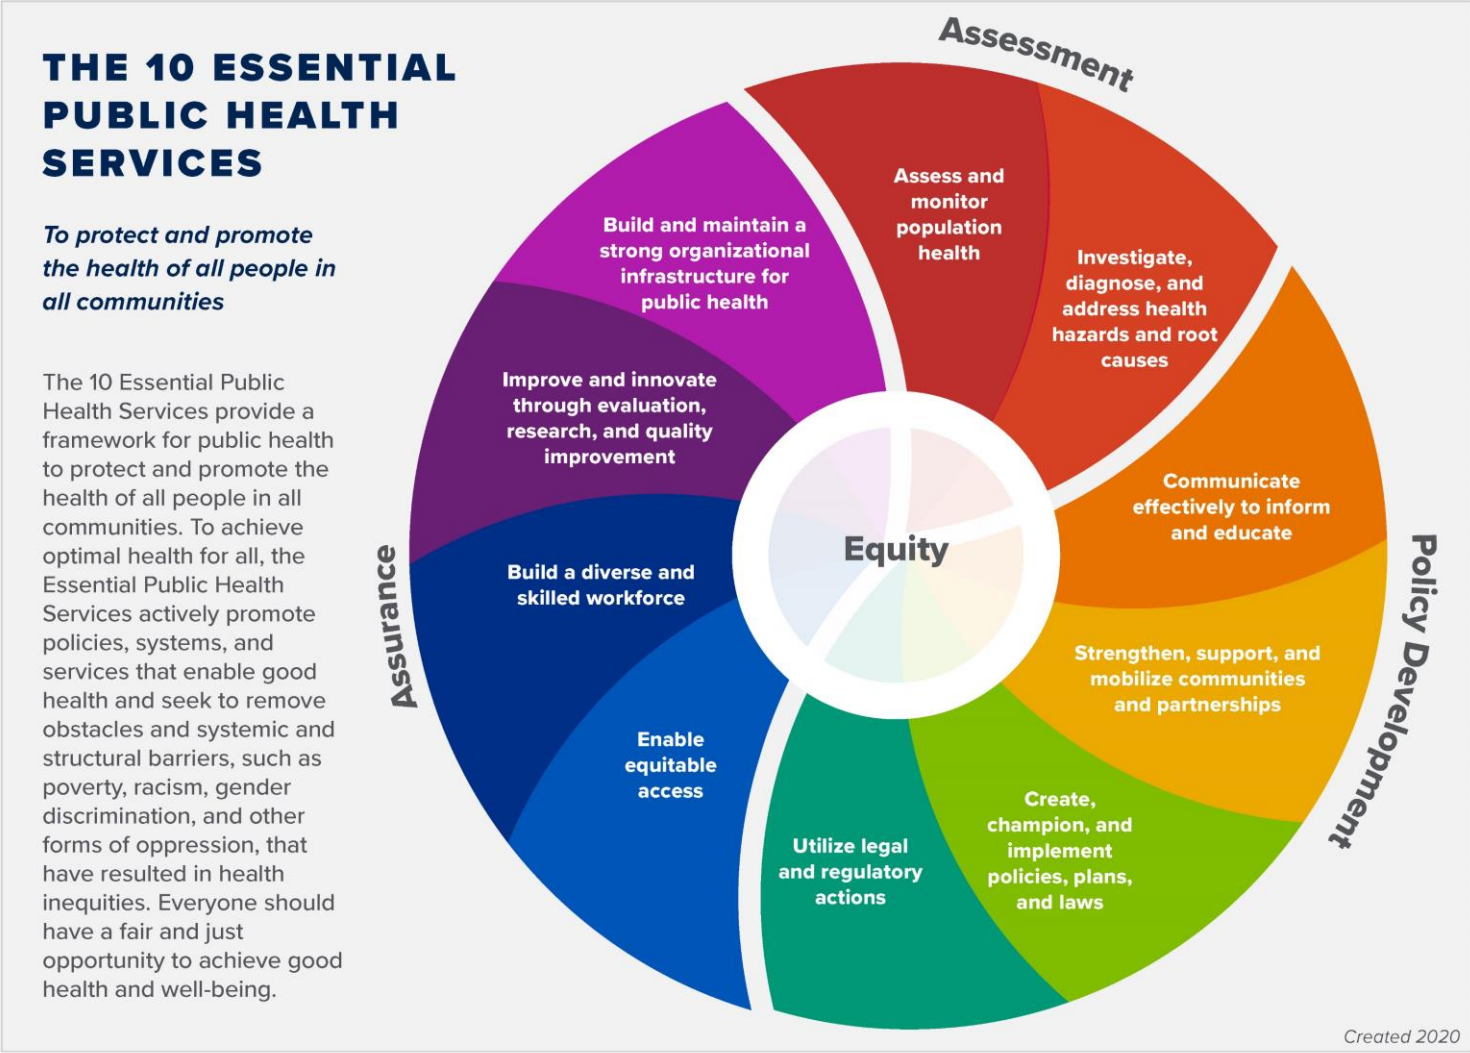 THE 10 ESSENTIAL
PUBLIC HEALTH
SERVICES
To protect and promote
the health of all people in
all communities
The 10 Essential Public
Health Services provide a
framework for public health
to protect and promote the
health of all people in all
communities. To achieve
optimal health for all, the
Essential Public Health
Services actively promote
policies, systems, and
services that enable good
health and seek to remove
obstacles and systemic and
structural barriers, such as
poverty, racism, gender
discrimination, and other
forms of oppression, that
have resulted in health
inequities. Everyone should
have a fair and just
opportunity to achieve good
health and well-being.
Assessment
Assess and
monitor
population
health
Investigate,
diagnose, and
address health
hazards and root
causes
Policy Development
Communicate
effectively to inform
and educate
Strengthen, support, and
mobilize communities
and partnerships
Create,
champion, and
implement
policies, plans,
and laws
Utilize legal
and regulatory
actions
Assurance
Enable
equitable
access
Build a diverse and
skilled workforce
Improve and innovate
through evaluation,
research, and quality
improvement
Build and maintain a
strong organizational
infrastructure for
public health
Equity
Created 2020